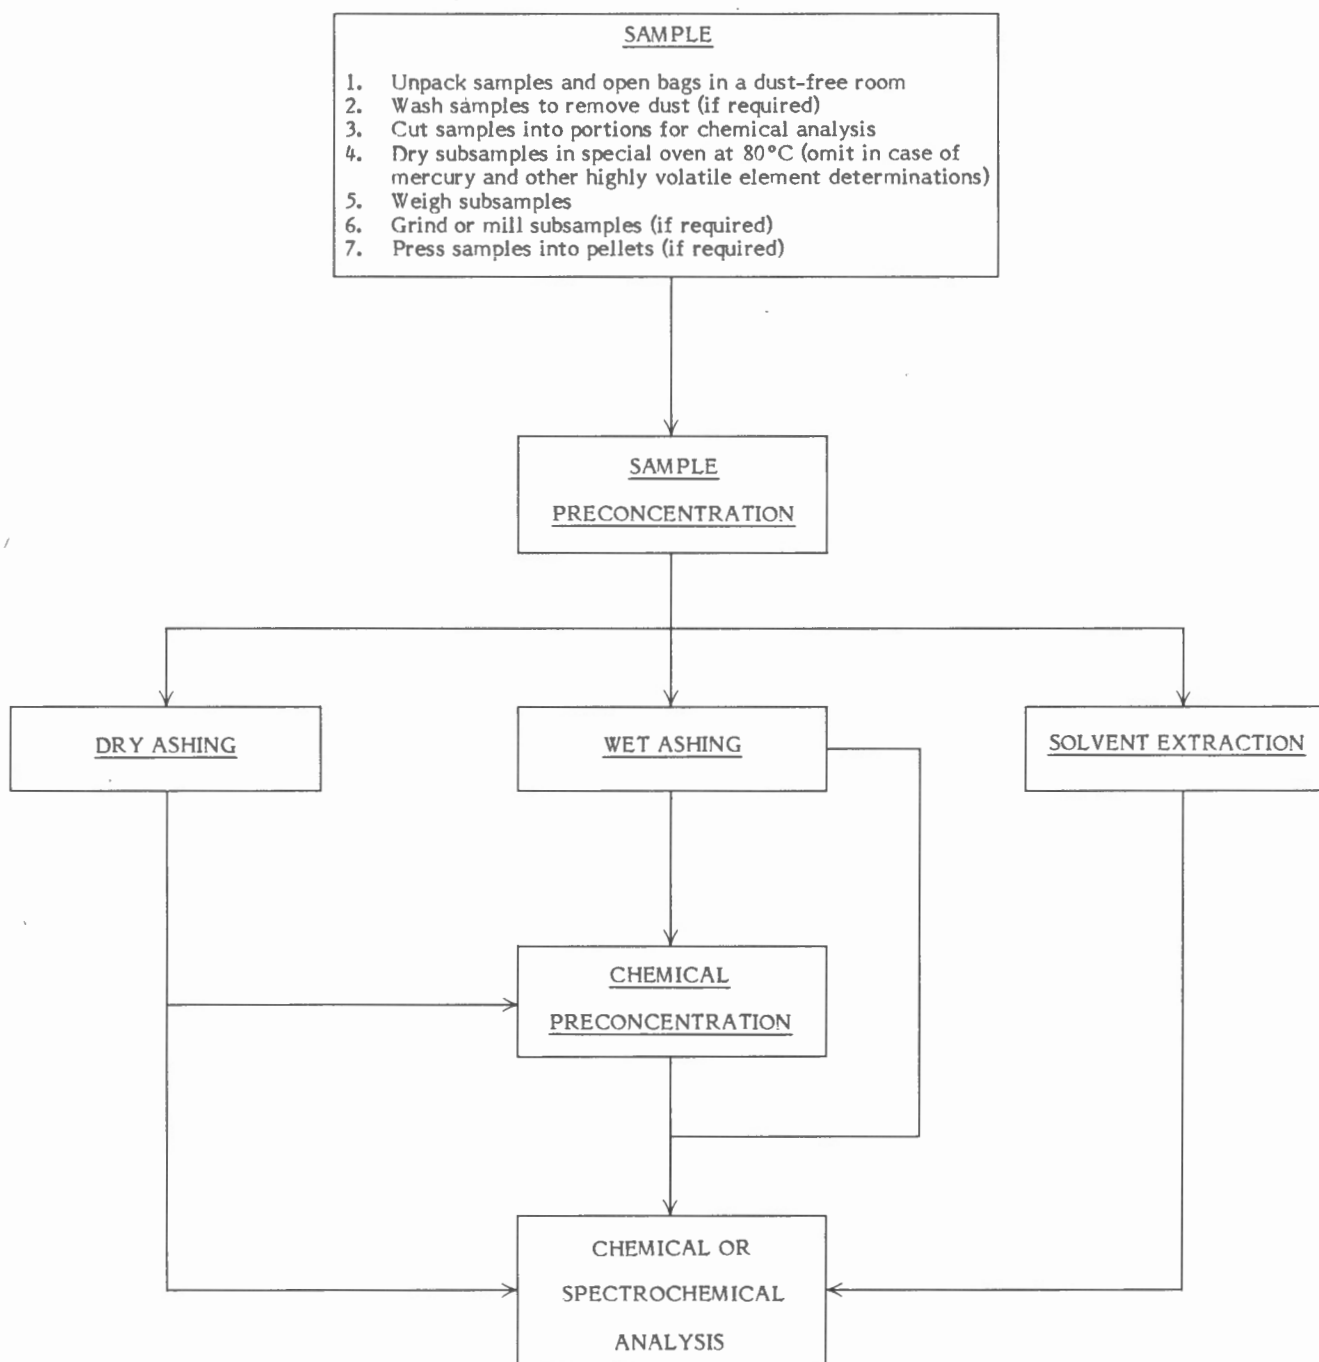 SAMPLE
1. Unpack samples and open bags in a dust-free room
2. Wash samples to remove dust (if required)
3. Cut samples into portions for chemical analysis
4. Dry subsamples in special oven at 80°C (omit in case of
mercury and other highly volatile element determinations)
5. Weigh subsamples
6. Grind or mill subsamples (if required)
7. Press samples into pellets (if required)
SAMPLE
PRECONCENTRATION
DRY ASHING
WET ASHING
SOLVENT EXTRACTION
CHEMICAL
PRECONCENTRATION
CHEMICAL OR
SPECTROCHEMICAL
ANALYSIS